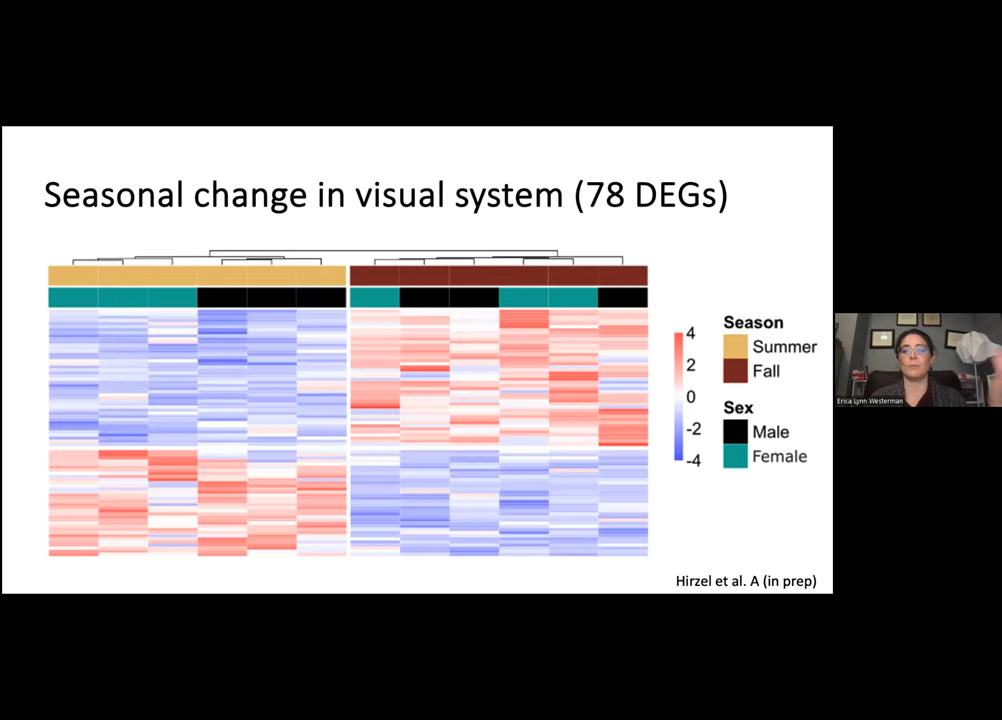 Seasonal change in visual system (78 DEGs)
4
2
0
-2
-4
Season
Summer
Fall
Sex
Male
Female
Hirzel et al. A (in prep)
Erica Lynn Westerman